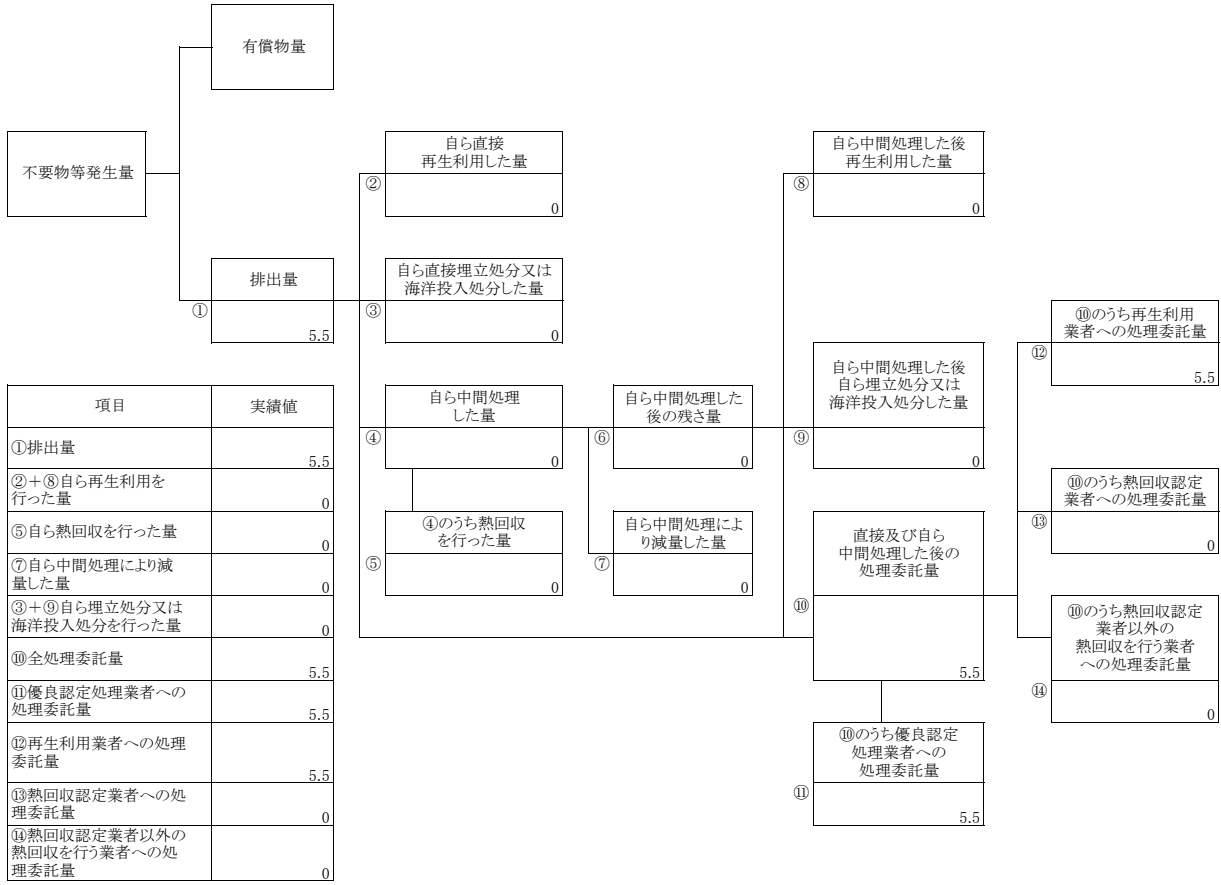 有償物量
不要物等発生量
自ら直接
再生利用した量
②
0
自ら中間処理した後
再生利用した量
⑧
0
排出量
①
5.5
自ら直接埋立処分又は
海洋投入処分した量
③
0
⑩のうち再生利用
業者への処理委託量
⑫
5.5
自ら中間処理した後
自ら埋立処分又は
海洋投入処分した量
⑨
0
自ら中間処理
した量
④
0
自ら中間処理した
後の残さ量
⑥
0
⑩のうち熱回収認定
業者への処理委託量
⑬
0
④のうち熱回収
を行った量
⑤
0
自ら中間処理によ
り減量した量
⑦
0
直接及び自ら
中間処理した後の
処理委託量
⑩
5.5
⑩のうち熱回収認定
業者以外の
熱回収を行う業者
への処理委託量
⑭
0
⑩のうち優良認定
処理業者への
処理委託量
⑪
5.5
項目 実績値
①排出量 5.5
②+⑧自ら再生利用を
行った量 0
⑤自ら熱回収を行った量 0
⑦自ら中間処理により減
量した量 0
③+⑨自ら埋立処分又は
海洋投入処分を行った量 0
⑩全処理委託量 5.5
⑪優良認定処理業者への
処理委託量 5.5
⑫再生利用業者への処理
委託量 5.5
⑬熱回収認定業者への処
理委託量 0
⑭熱回収認定業者以外の
熱回収を行う業者への処
理委託量 0